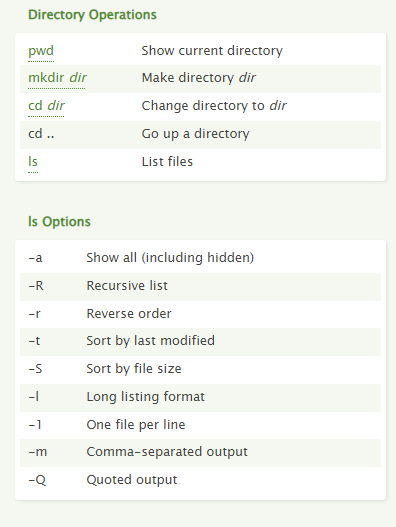 Directory Operations
pwd Show current directory
mkdir dir Make directory dir
cd dir Change directory to dir
cd .. Go up a directory
ls List files
ls Options
-a Show all (including hidden)
-R Recursive list
-r Reverse order
-t Sort by last modified
-S Sort by file size
-l Long listing format
-1 One file per line
-m Comma-separated output
-Q Quoted output